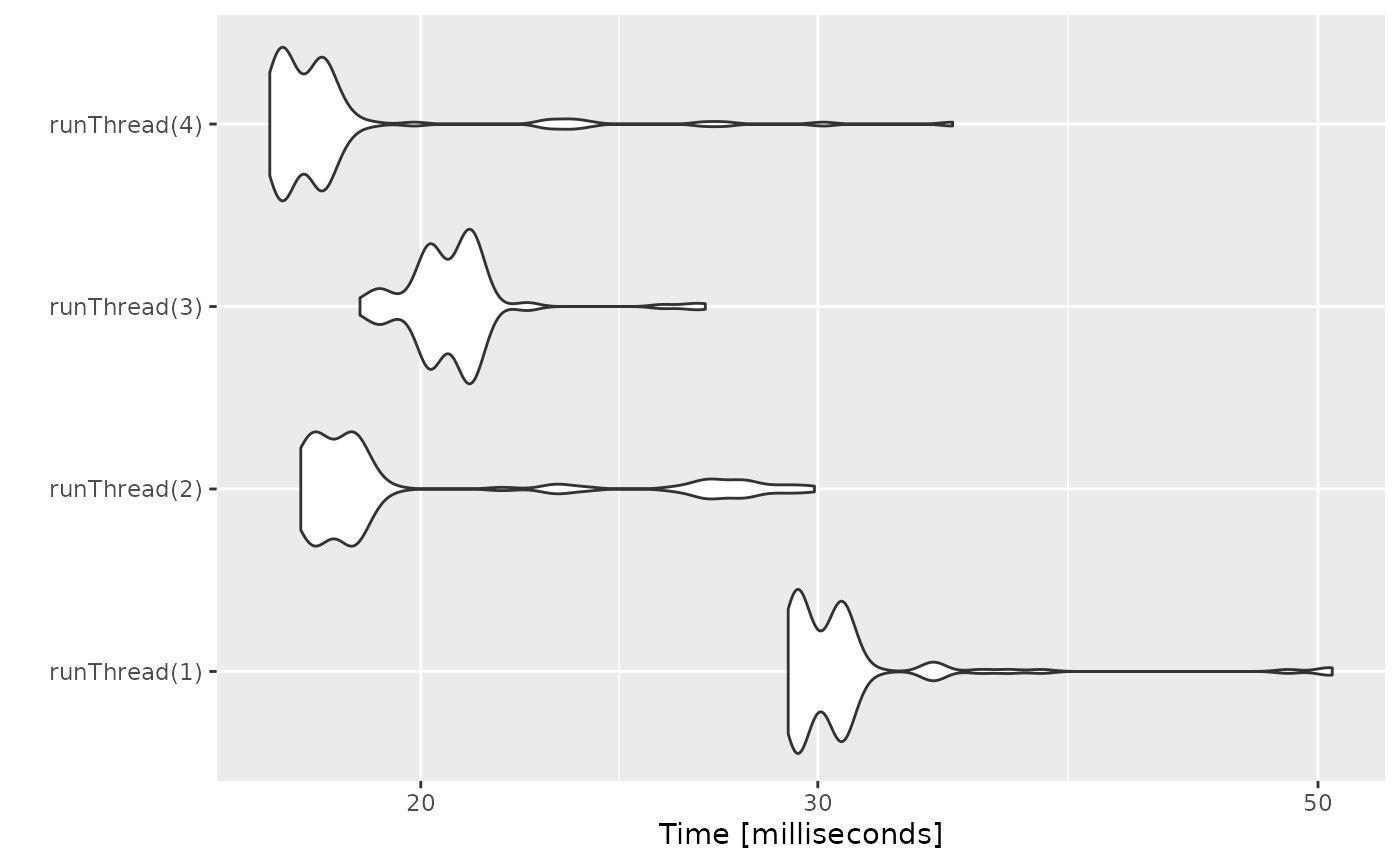 runThread(4)
runThread(3)
runThread(2)
runThread(1)
20 30 50
Time [milliseconds]